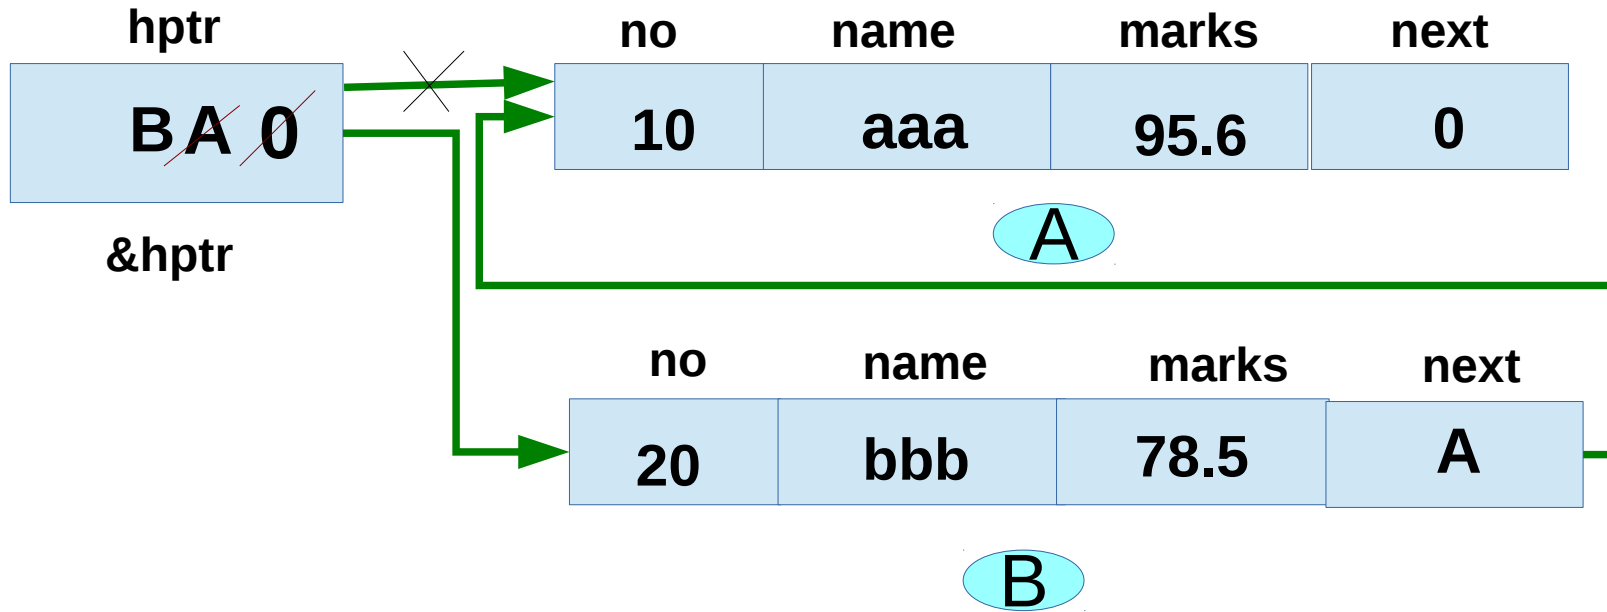 hptr
no name marks next
B A 0
10 aaa 95.6 0
A
&hptr
no name marks next
20 bbb 78.5 A
B